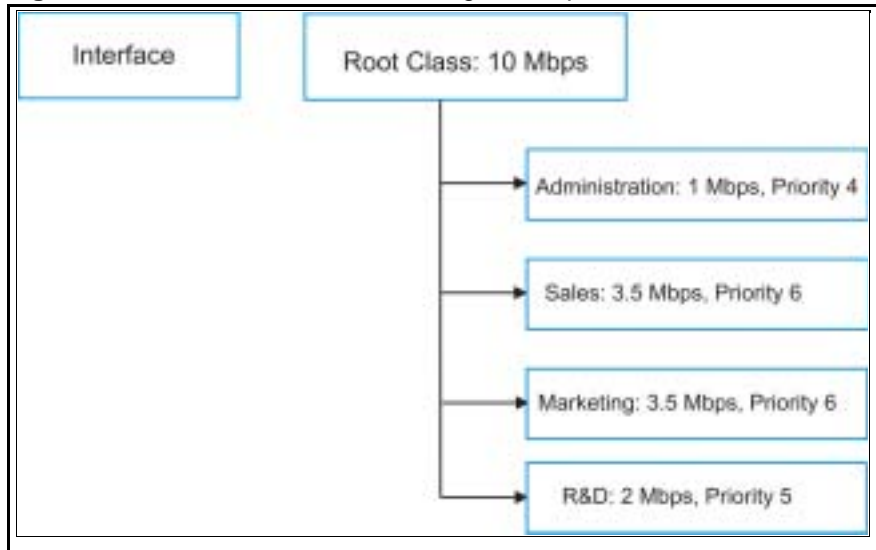 Interface
Root Class: 10 Mbps
Administration: 1 Mbps, Priority 4
Sales: 3.5 Mbps, Priority 6
Marketing: 3.5 Mbps, Priority 6
R&D: 2 Mbps, Priority 5